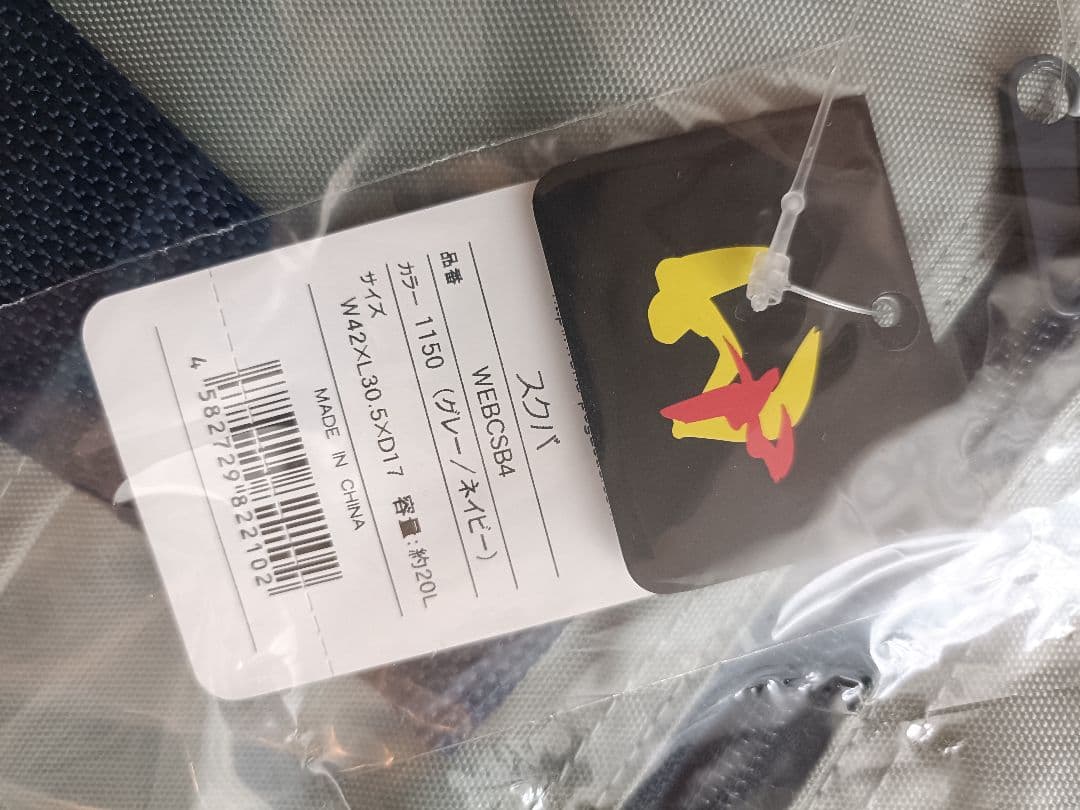 スクバ
品番 WEBCSB4
カラー 1150 (グレー/ネイビー)
サイズ
W42×L30.5×D17 容量:約20L
MADE IN CHINA
4 582729 822102